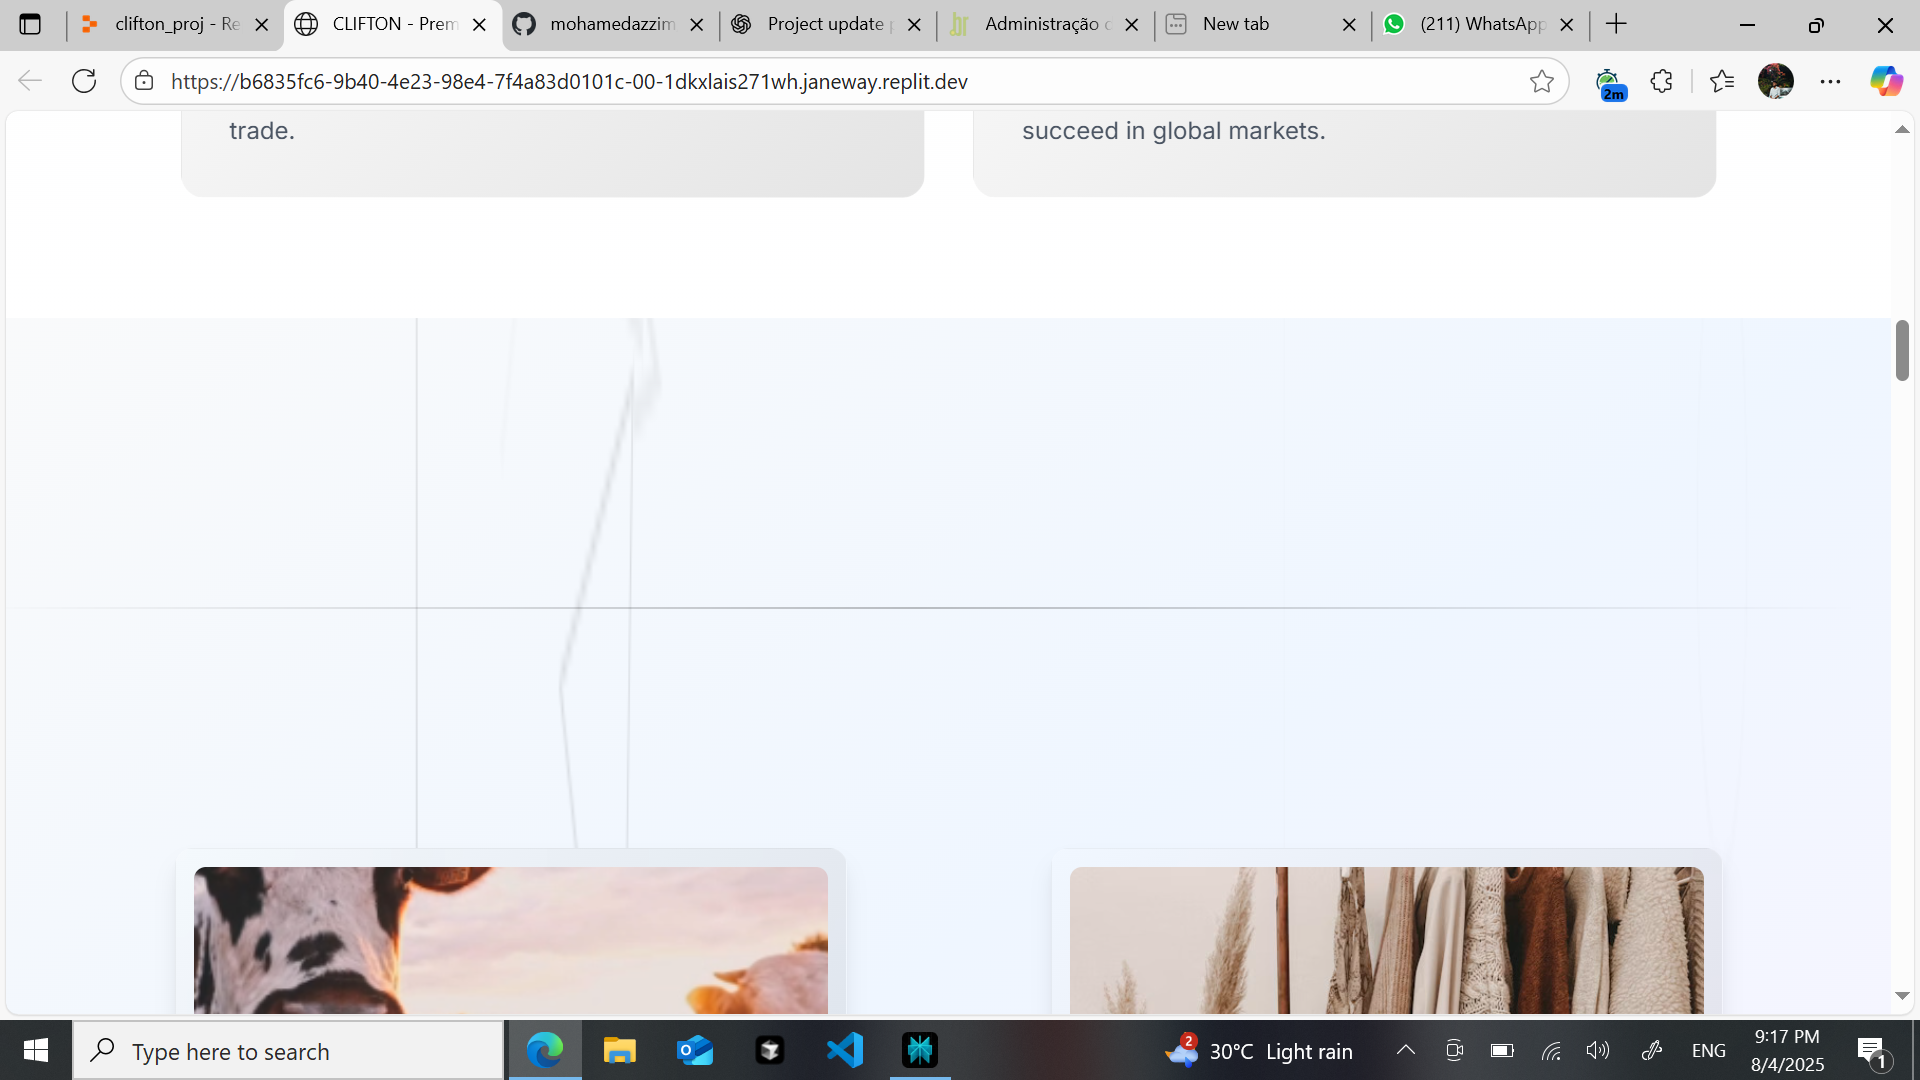 clifton_proj - Re
CLIFTON - Prem
mohamedazzim
Project update p
Administração c
New tab
(211) WhatsApp
https://b6835fc6-9b40-4e23-98e4-7f4a83d0101c-00-1dkxlais271wh.janeway.replit.dev
2m
trade.
succeed in global markets.
Type here to search
2
30°C Light rain
ENG
9:17 PM
8/4/2025
1